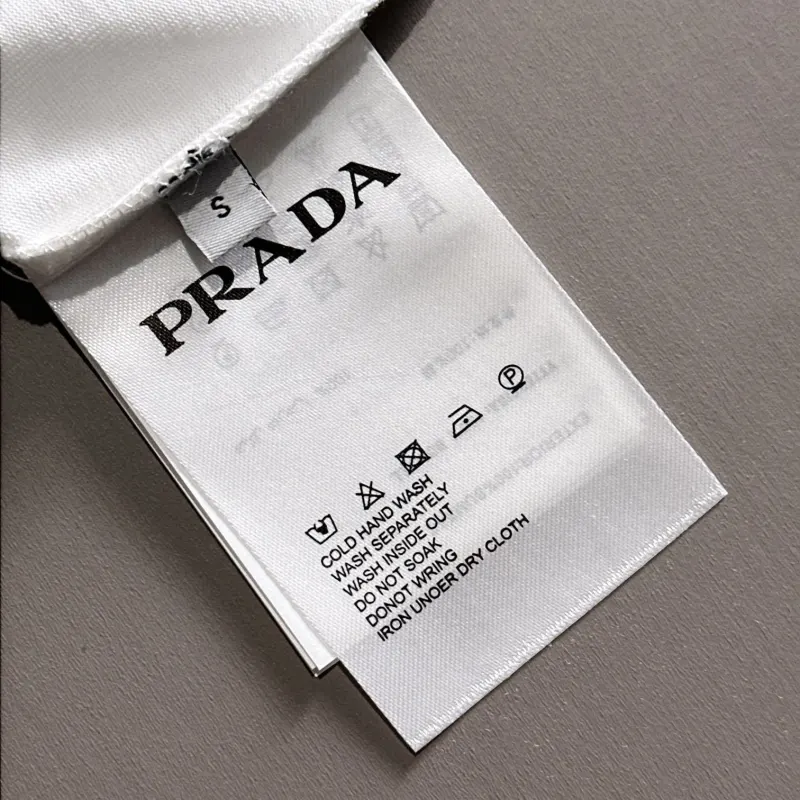 S
PRADA
P
COLD HAND WASH
WASH SEPARATELY
WASH INSIDE OUT
DO NOT SOAK
DONOT WRING
IRON UNOER DRY CLOTH